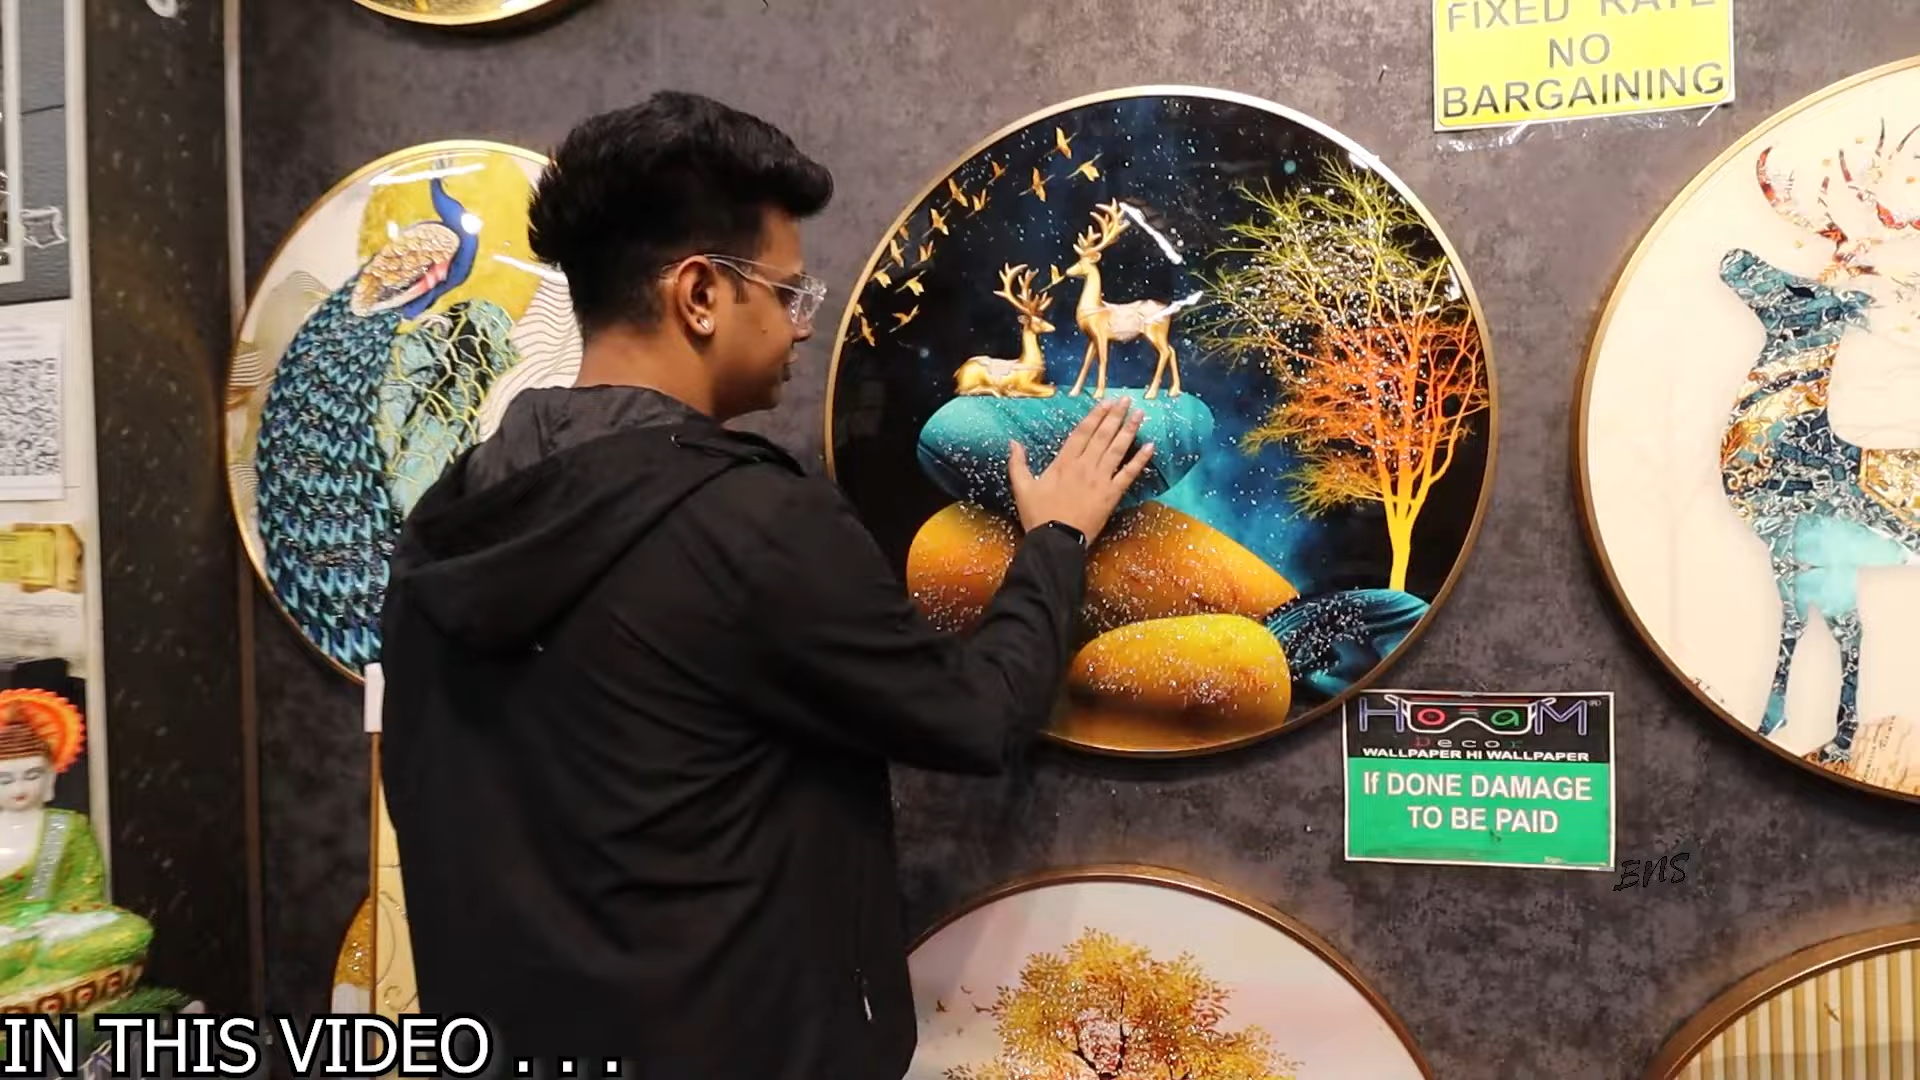 FIXED RATE
NO
BARGAINING
Decor
WALLPAPER HI WALLPAPER
If DONE DAMAGE
TO BE PAID
ENS
IN THIS VIDEO . . .